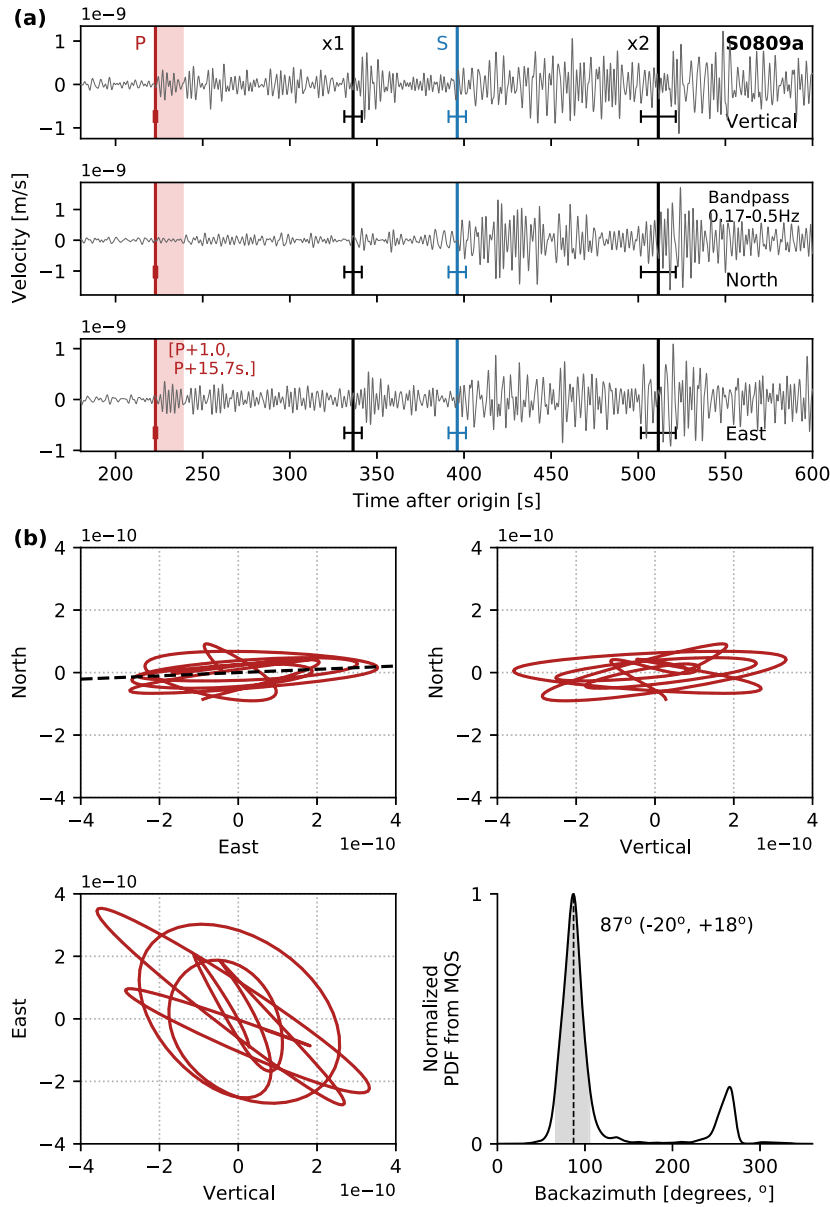 (a)
1e−9
P
x1
S
x2
S0809a
1
0
−1
Vertical
1e−9
Bandpass
0.17-0.5Hz
1
0
−1
North
Velocity [m/s]
1e−9
[P+1.0,
P+15.7s.]
1
0
−1
East
200 250 300 350 400 450 500 550 600
Time after origin [s]
(b)
1e−10
4
2
0
−2
−4
North
−4 −2 0 2 4
East
1e−10
4
2
0
−2
−4
North
−4 −2 0 2 4
Vertical
1e−10
1e−10
4
2
0
−2
−4
East
−4 −2 0 2 4
Vertical
1e−10
1
0
Normalized
PDF from MQS
87° (-20°, +18°)
0 100 200 300
Backazimuth [degrees, °]